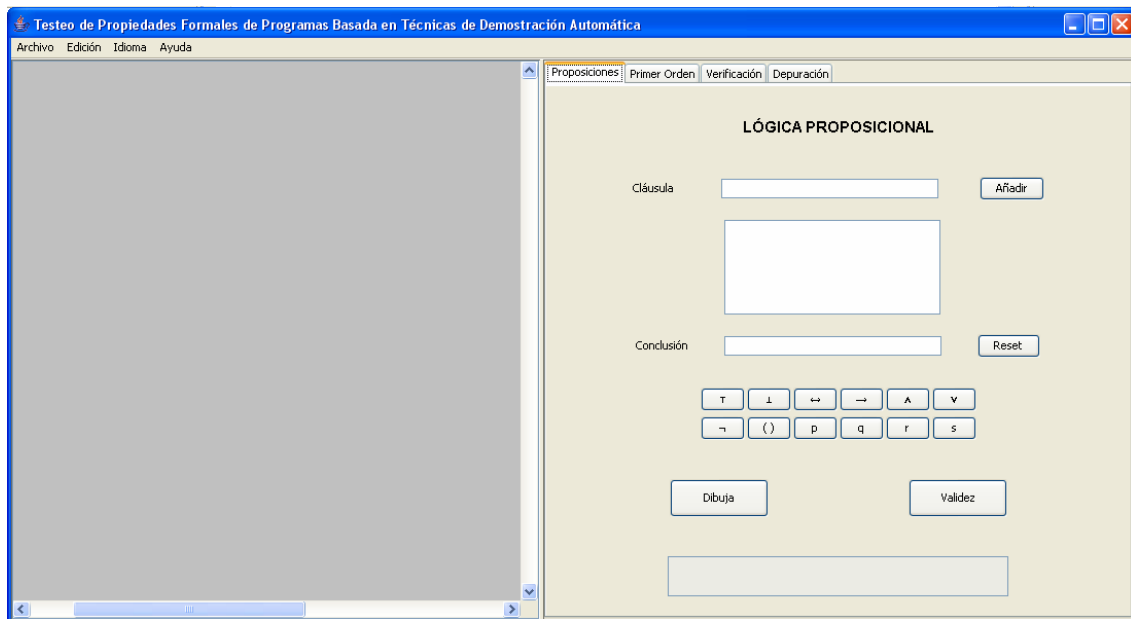 Testeo de Propiedades Formales de Programas Basada en Técnicas de Demostración Automática
Archivo Edición Idioma Ayuda
Proposiciones Primer Orden Verificación Depuración
LÓGICA PROPOSICIONAL
Cláusula Añadir
Conclusión Reset
⊤ ⊥ ↔ → ∧ ∨
¬ () p q r s
Dibuja Validez